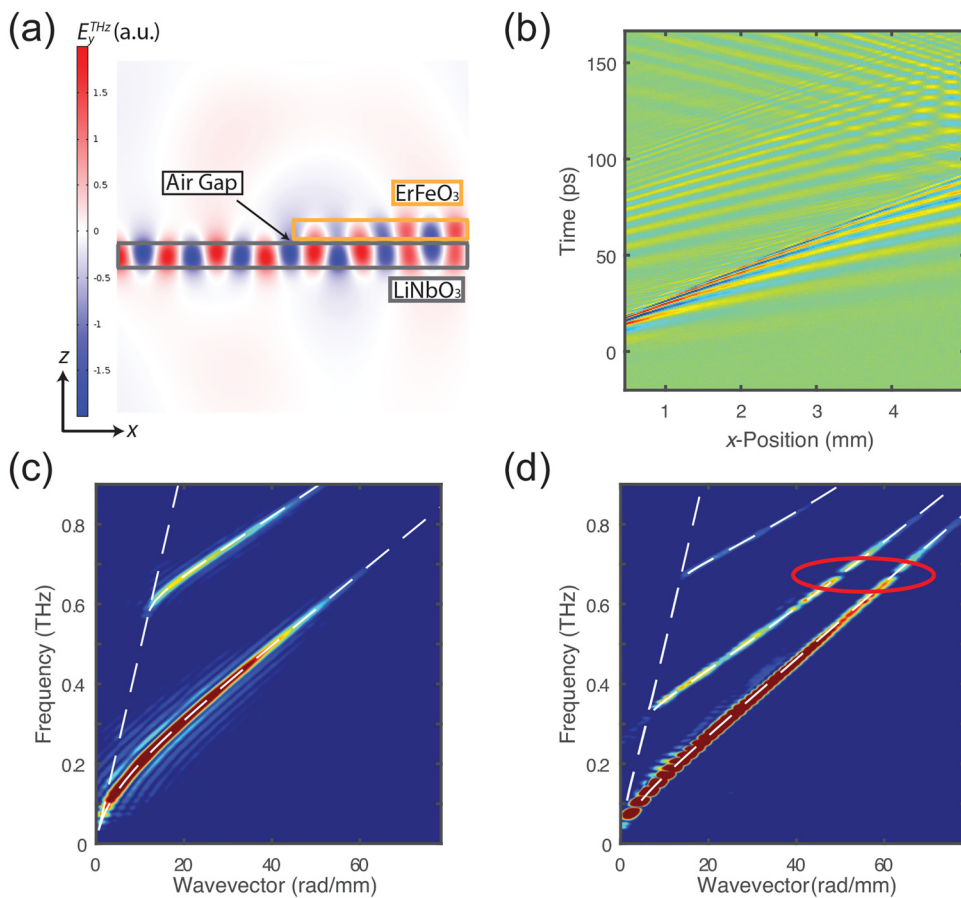 (a)
E_y^THz (a.u.)
1.5
1
0.5
0
-0.5
-1
-1.5
Air Gap
ErFeO₃
LiNbO₃
z
x
(b)
150
100
50
0
Time (ps)
1 2 3 4
x-Position (mm)
(c)
0.8
0.6
0.4
0.2
0
Frequency (THz)
0 20 40 60
Wavevector (rad/mm)
(d)
0.8
0.6
0.4
0.2
0
Frequency (THz)
0 20 40 60
Wavevector(rad/mm)